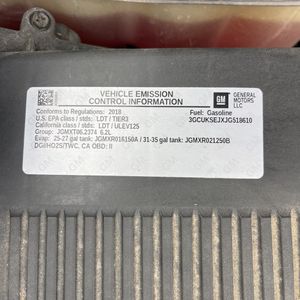 VEHICLE EMISSION
CONTROL INFORMATION
GM
GENERAL
MOTORS
LLC
Conforms to Regulations: 2018
Fuel: Gasoline
U.S. EPA class / stds: LDT / TIER3
3GCUKSEJXJG518610
California class / stds: LDT / ULEV125
Group: JGMXT06.2374 6.2L
Evap: 25-27 gal tank: JGMXR016150A / 31-35 gal tank: JGMXR021250B
DGI/HO2S/TWC, CA OBD: II